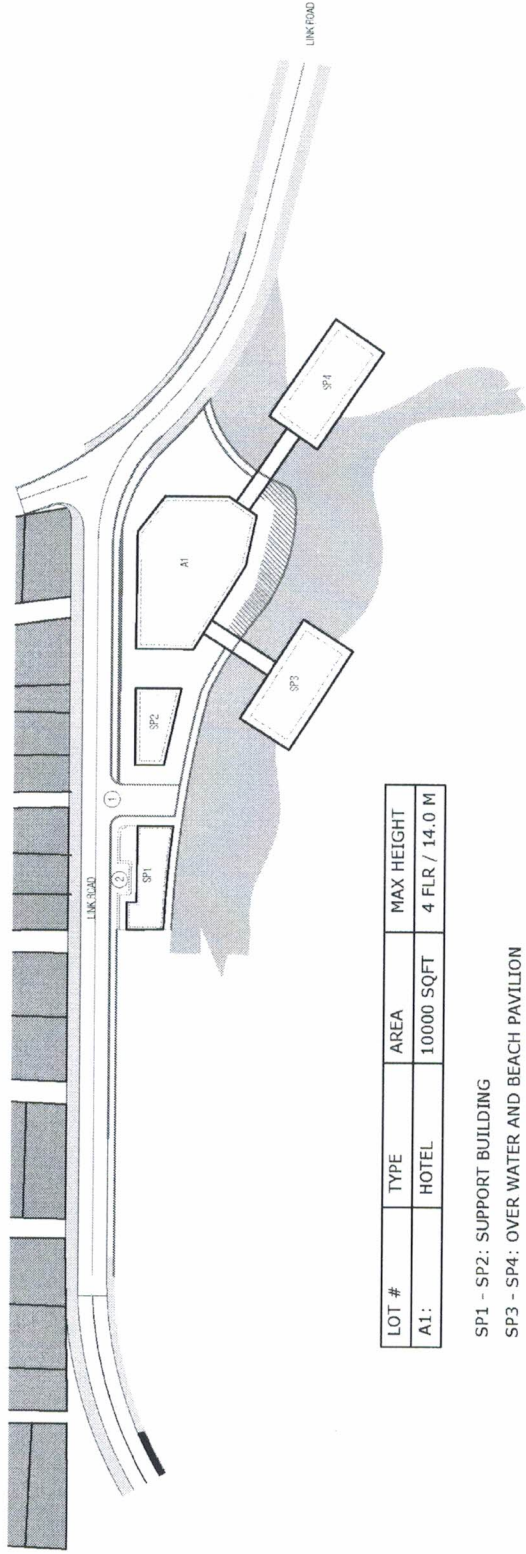 LINK ROAD
LINK ROAD
SP4
A1
SP3
SP2
1
2
SP1
LOT # TYPE AREA MAX HEIGHT
A1: HOTEL 10000 SQFT 4 FLR / 14.0 M
SP1 - SP2: SUPPORT BUILDING
SP3 - SP4: OVER WATER AND BEACH PAVILION